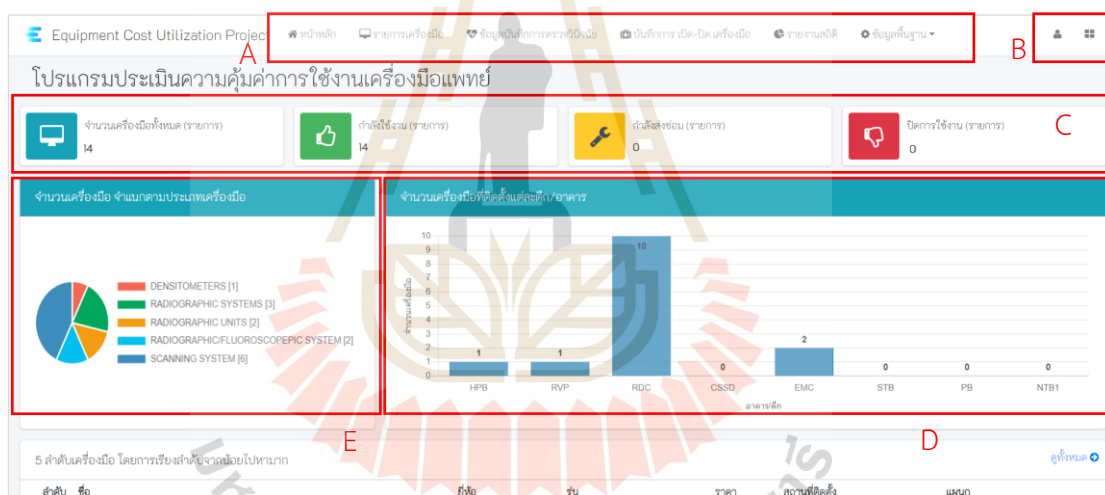 Equipment Cost Utilization Project
A
หน้าหลัก รายการเครื่องมือ ข้อมูลบันทึกการตรวจวินิจฉัย บันทึกการ เปิด-ปิด เครื่องมือ รายงานสถิติ ข้อมูลพื้นฐาน
B
โปรแกรมประเมินความคุ้มค่าการใช้งานเครื่องมือแพทย์
จำนวนเครื่องมือทั้งหมด (รายการ)
14
กำลังใช้งาน (รายการ)
14
กำลังส่งซ่อม (รายการ)
0
ปิดการใช้งาน (รายการ)
0
C
จำนวนเครื่องมือ จำแนกตามประเภทเครื่องมือ
DENSITOMETERS [1]
RADIOGRAPHIC SYSTEMS [3]
RADIOGRAPHIC UNITS [2]
RADIOGRAPHIC/FLUOROSCOPEPIC SYSTEM [2]
SCANNING SYSTEM [6]
E
จำนวนเครื่องมือที่ติดตั้งแต่ละตึก/อาคาร
จำนวนเครื่องมือ
10
9
8
7
6
5
4
3
2
1
0
1 1 10 0 2 0 0 0
HPB RVP RDC CSSD EMC STB PB NTB1
อาคาร/ตึก
D
5 ลำดับเครื่องมือ โดยการเรียงลำดับจากน้อยไปหามาก
ดูทั้งหมด
ลำดับ ชื่อ ยี่ห้อ รุ่น ราคา สถานที่ติดตั้ง แผนก